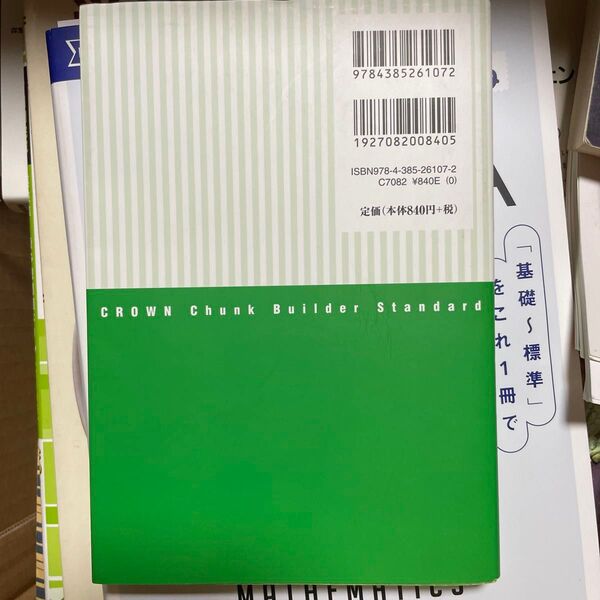 9784385261072
1927082008405
ISBN978-4-385-26107-2
C7082 ¥840E (0)
定価(本体840円+税)
CROWN Chunk Builder Standard
「基礎~標準」
をこれ1冊で
MATHEMATICS